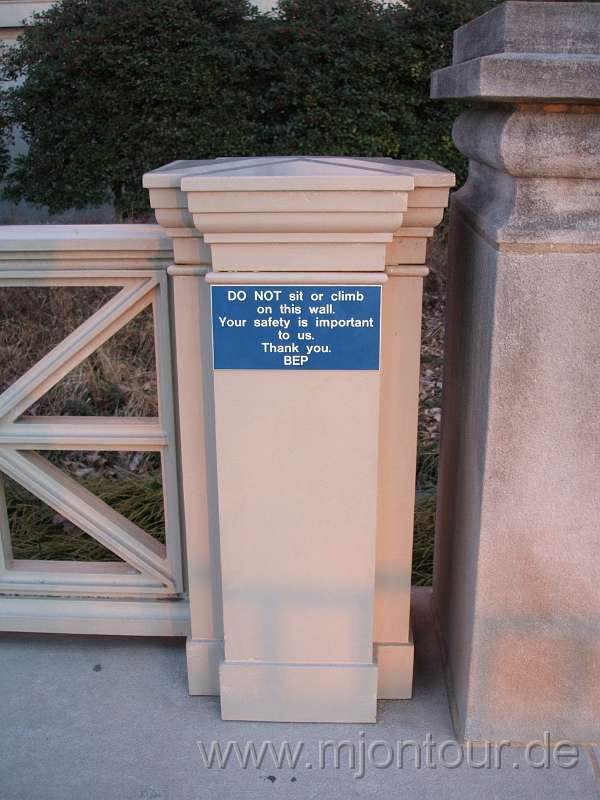 DO NOT sit or climb
on this wall.
Your safety is important
to us.
Thank you.
BEP
www.mjontour.de